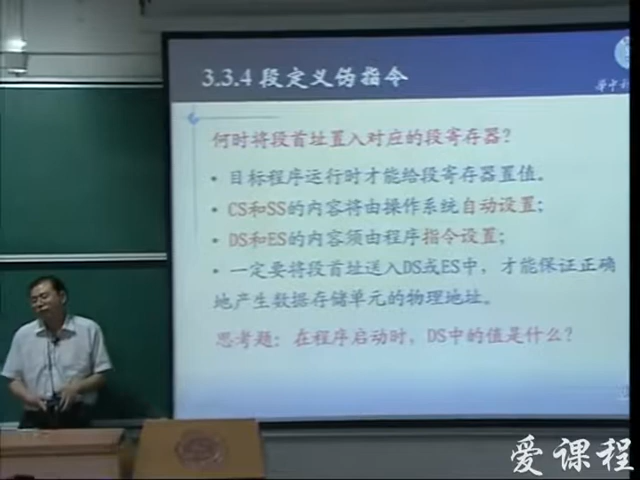 3.3.4 段定义伪指令
何时将段首址置入对应的段寄存器？
• 目标程序运行时才能给段寄存器置值。
• CS和SS的内容将由操作系统自动设置；
• DS和ES的内容须由程序指令设置；
• 一定要将段首址送入DS或ES中，才能保证正确
地产生数据存储单元的物理地址。
思考题：在程序启动时，DS中的值是什么？
爱课程